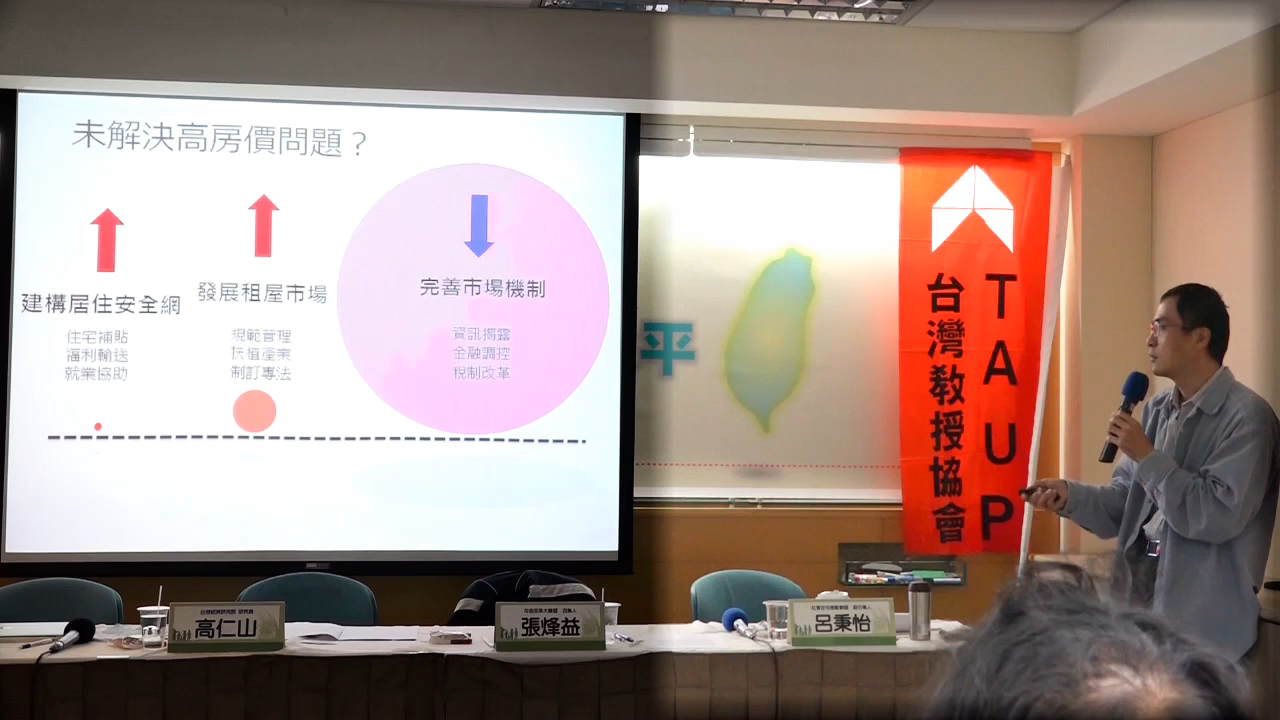 未解決高房價問題？
建構居住安全網
住宅補貼
福利輸送
就業協助
發展租屋市場
規範管理
扶植產業
制訂專法
完善市場機制
資訊揭露
金融調控
稅制改革
平
台灣教授協會
TAUP
高仁山
張烽益
呂秉怡